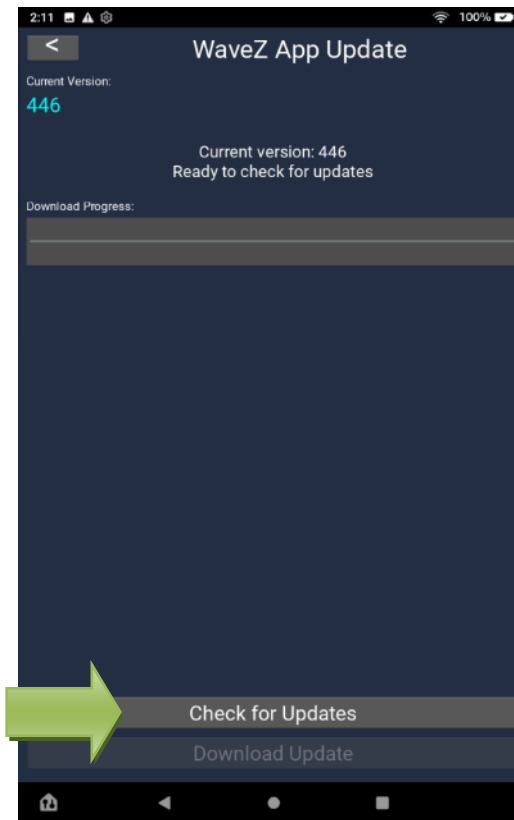 2:11 100%
< WaveZ App Update
Current Version:
446
Current version: 446
Ready to check for updates
Download Progress:
Check for Updates
Download Update